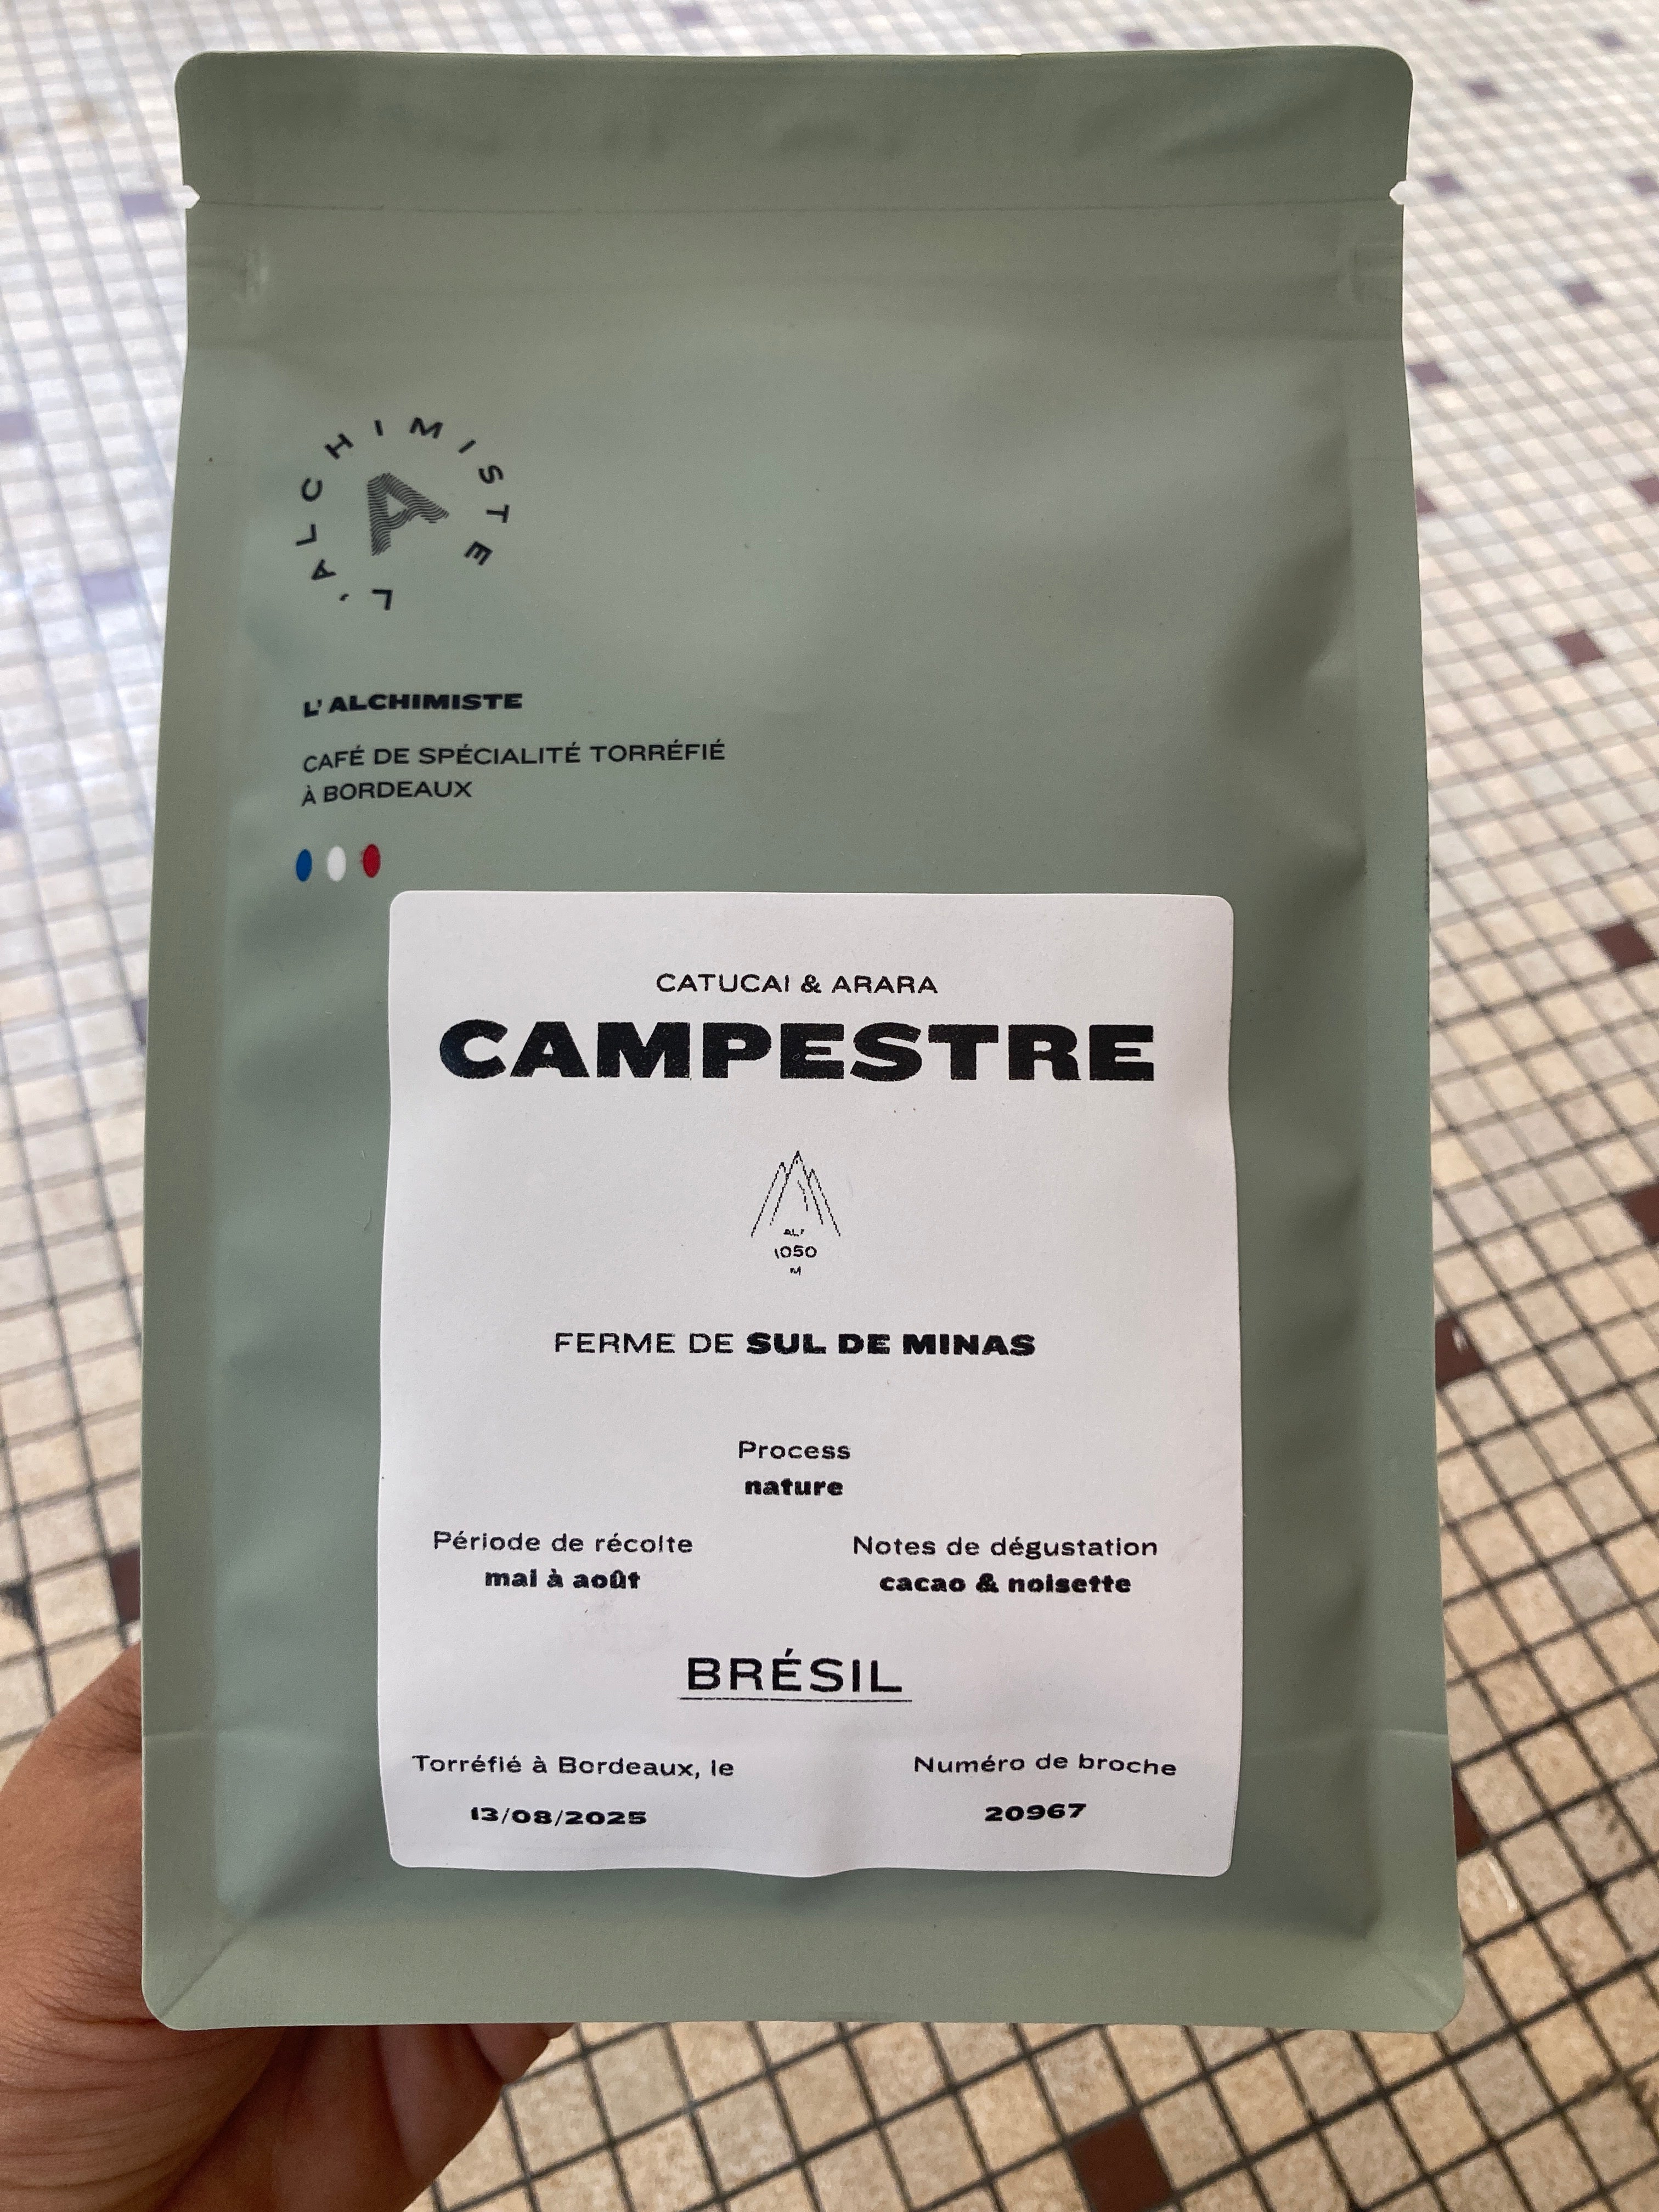 L'ALCHIMISTE
A
L' ALCHIMISTE
CAFÉ DE SPÉCIALITÉ TORRÉFIÉ
À BORDEAUX
CATUCAI & ARARA
CAMPESTRE
ALT
1050
M
FERME DE SUL DE MINAS
Process
nature
Période de récolte
mai à août
Notes de dégustation
cacao & noisette
BRÉSIL
Torréfié à Bordeaux, le
13/08/2025
Numéro de broche
20967